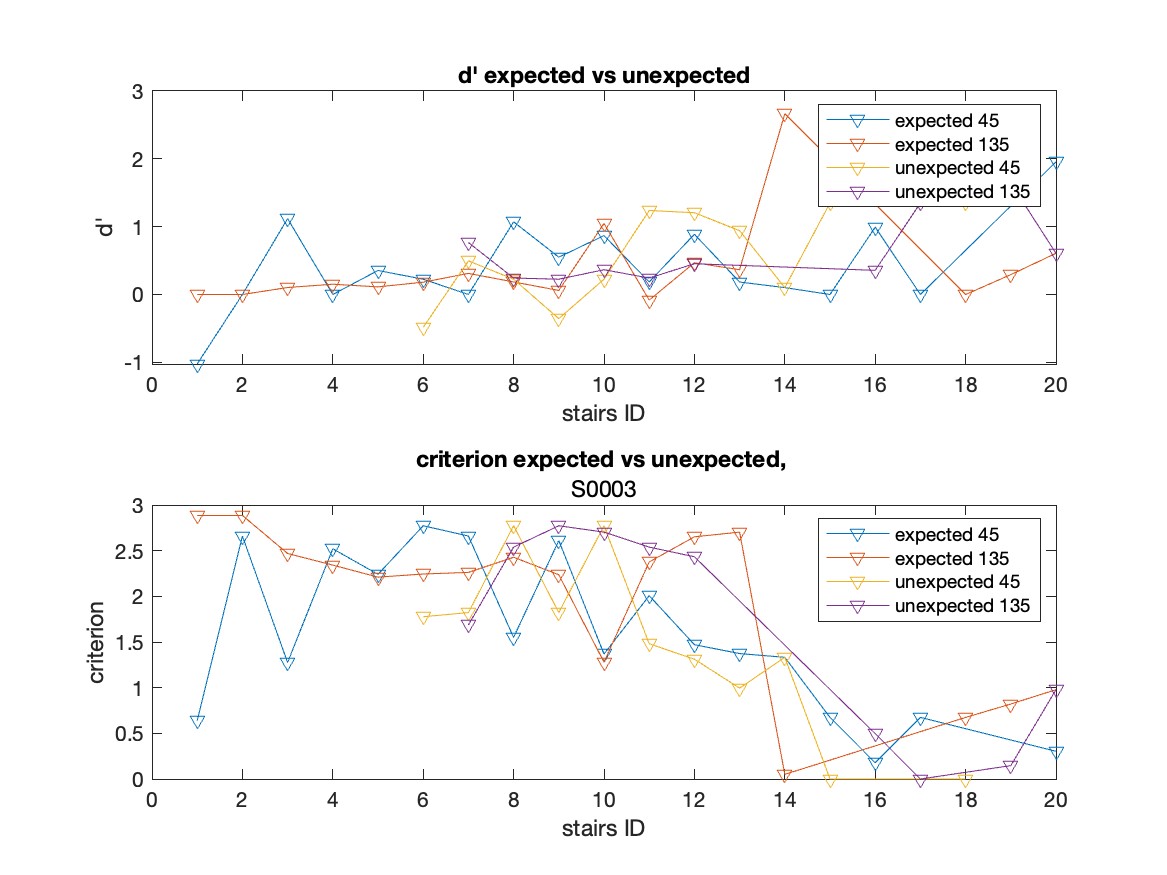 d' expected vs unexpected
3
2
1
0
-1
d'
expected 45
expected 135
unexpected 45
unexpected 135
0 2 4 6 8 10 12 14 16 18 20
stairs ID
criterion expected vs unexpected,
S0003
3
2.5
2
1.5
1
0.5
0
criterion
expected 45
expected 135
unexpected 45
unexpected 135
0 2 4 6 8 10 12 14 16 18 20
stairs ID